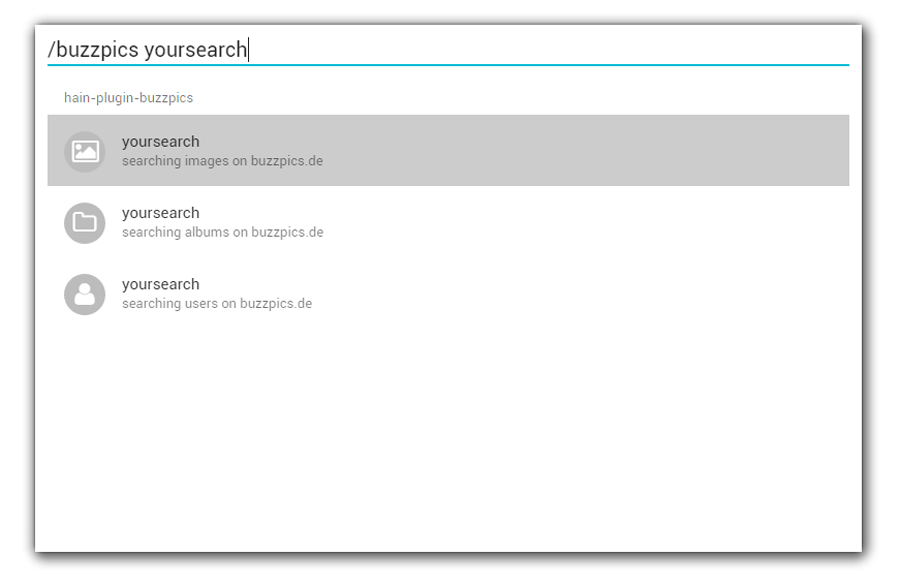 /buzzpics yoursearch
hain-plugin-buzzpics
yoursearch
searching images on buzzpics.de
yoursearch
searching albums on buzzpics.de
yoursearch
searching users on buzzpics.de